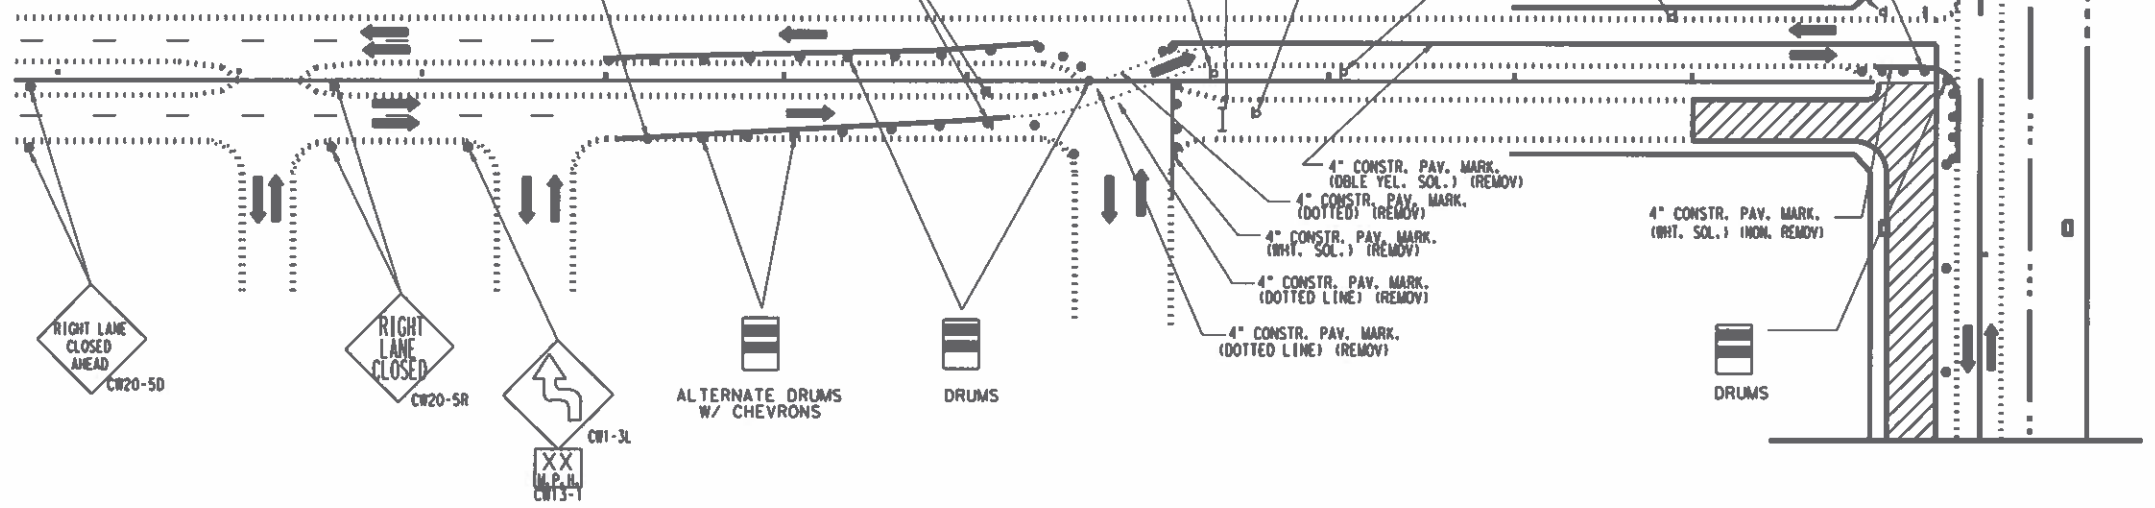 RIGHT LANE
CLOSED
AHEAD
CW20-5D
RIGHT
LANE
CLOSED
CW20-5R
CW1-3L
XX
M.P.H.
CW13-1
ALTERNATE DRUMS
W/ CHEVRONS
DRUMS
4" CONSTR. PAV. MARK.
(DBLE YEL. SOL.) (REMOV)
4" CONSTR. PAV. MARK.
(DOTTED) (REMOV)
4" CONSTR. PAV. MARK.
(WHT. SOL.) (REMOV)
4" CONSTR. PAV. MARK.
(DOTTED LINE) (REMOV)
4" CONSTR. PAV. MARK.
(DOTTED LINE) (REMOV)
4" CONSTR. PAV. MARK.
(WHT. SOL.) (NON. REMOV)
DRUMS